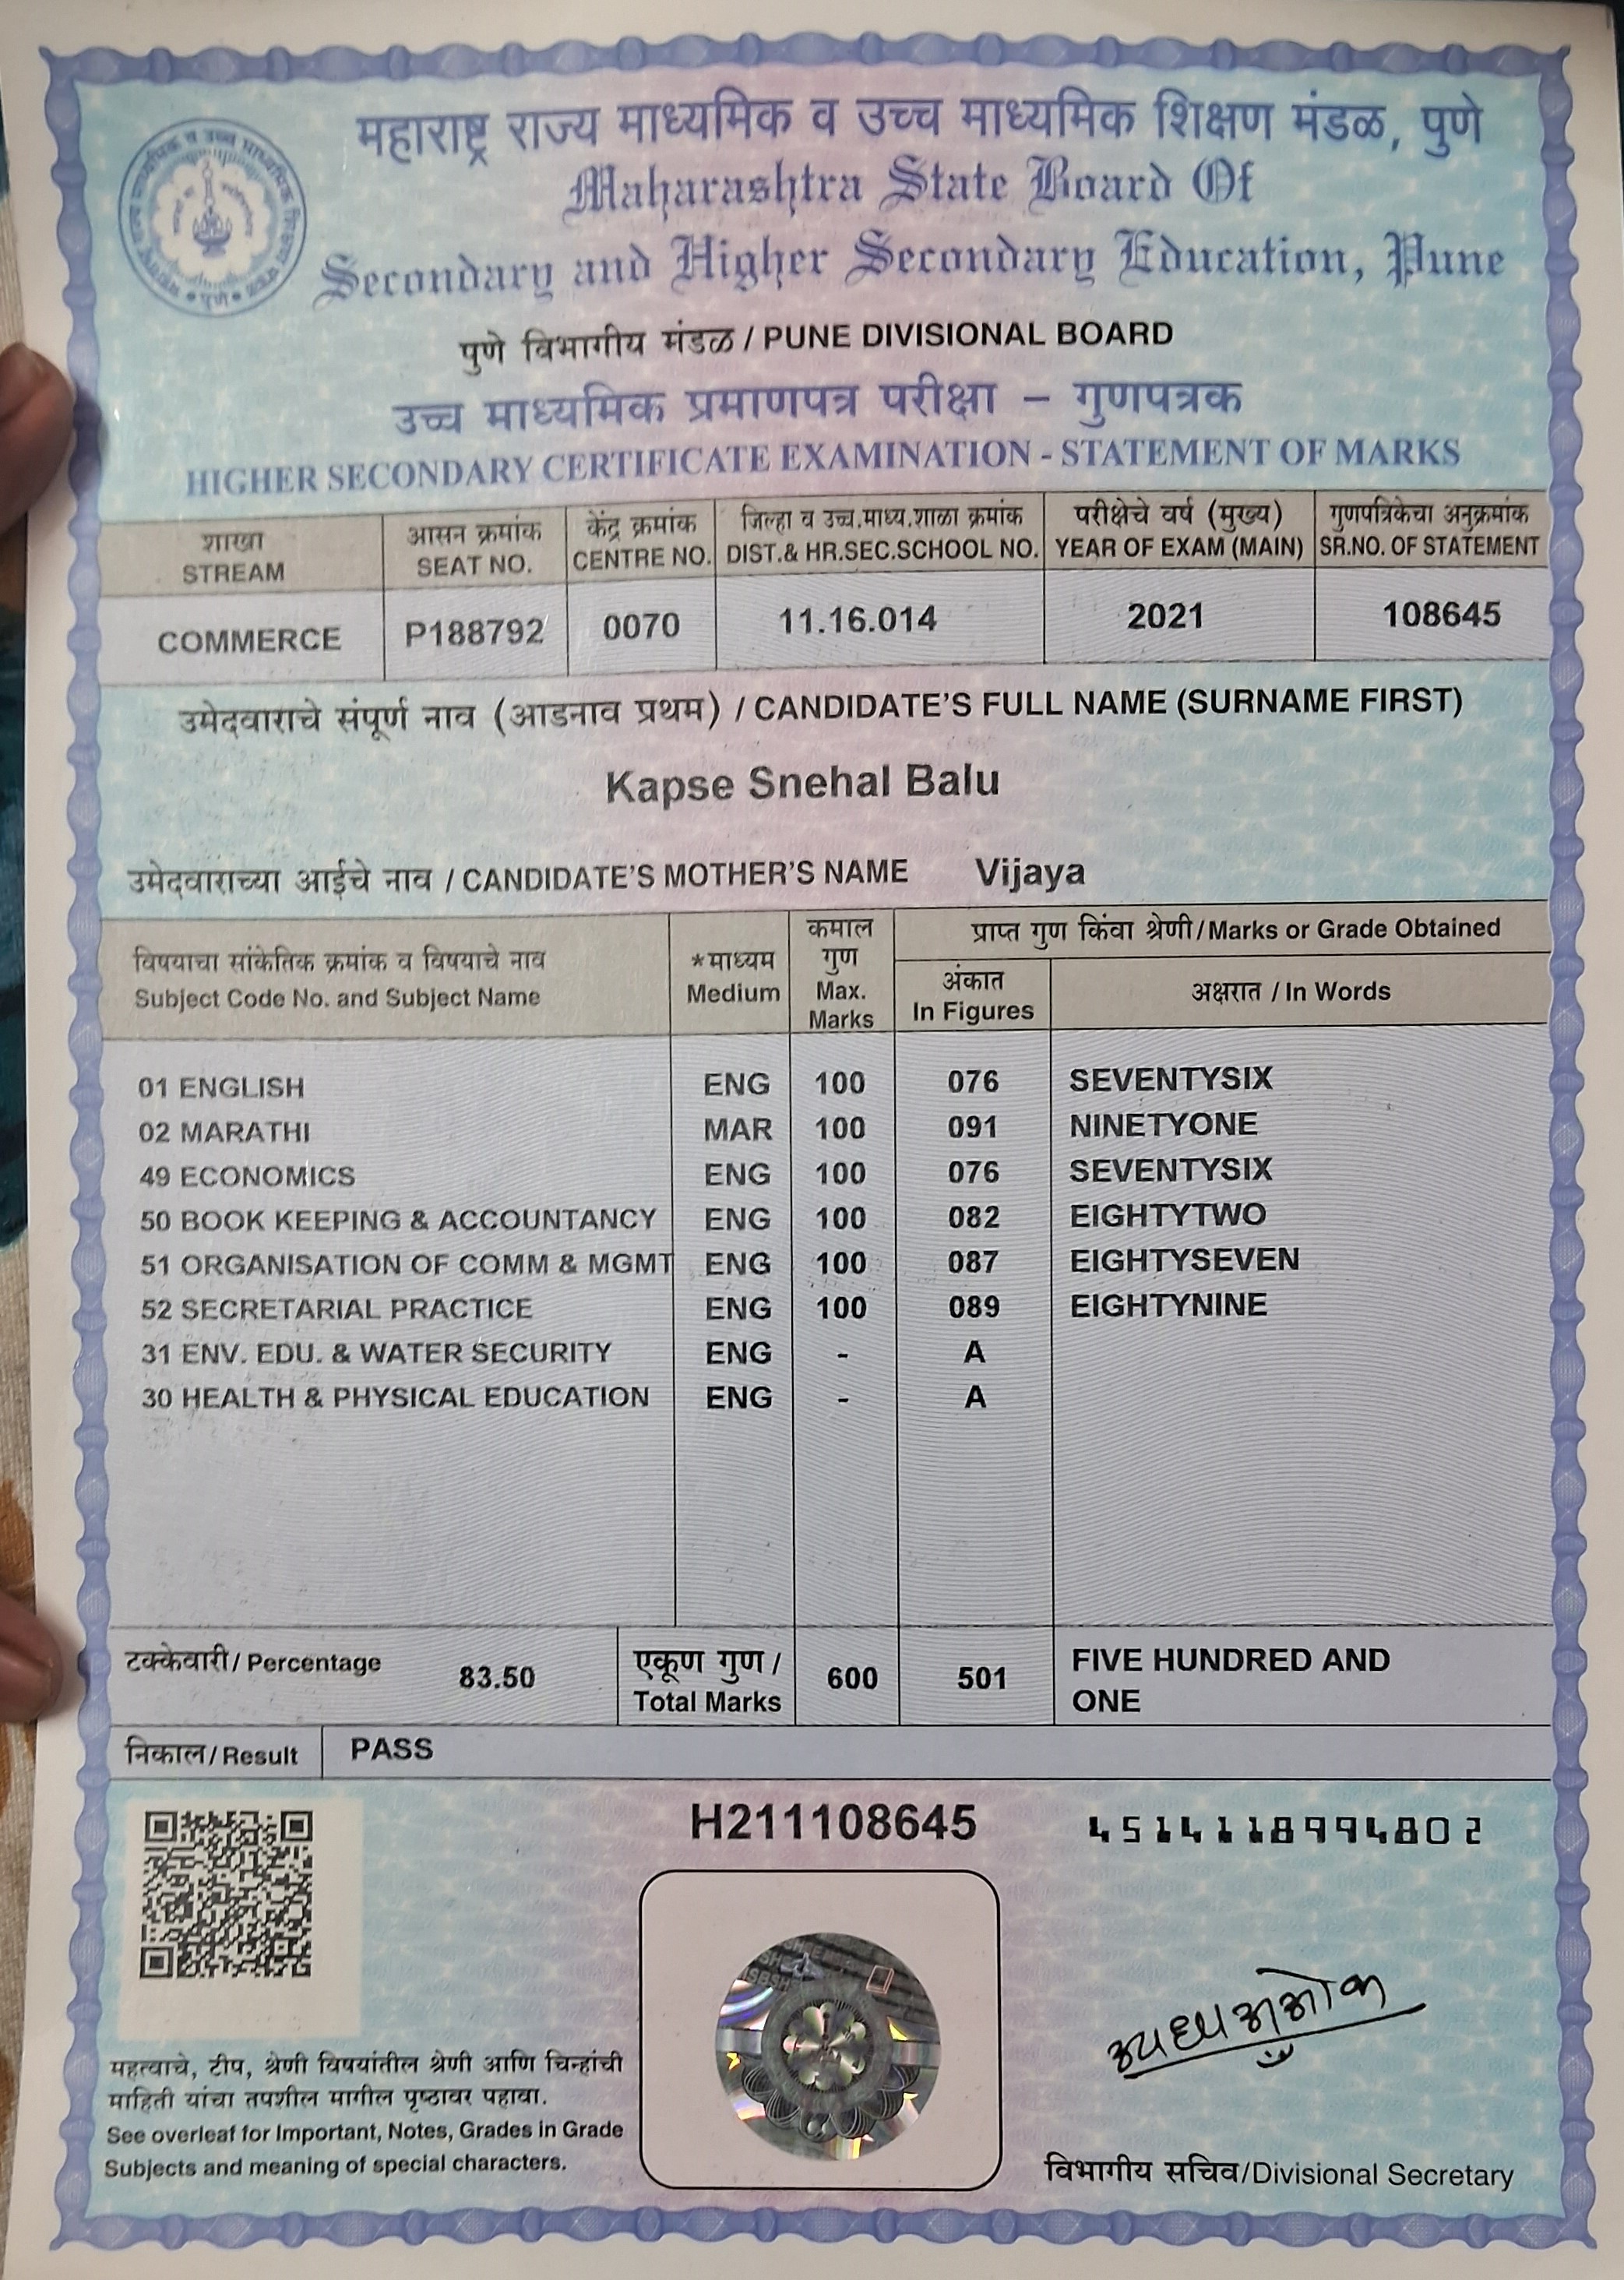 महाराष्ट्र राज्य माध्यमिक व उच्च माध्यमिक शिक्षण मंडळ, पुणे
Maharashtra State Board Of
Secondary and Higher Secondary Education, Pune
पुणे विभागीय मंडळ / PUNE DIVISIONAL BOARD
उच्च माध्यमिक प्रमाणपत्र परीक्षा – गुणपत्रक
HIGHER SECONDARY CERTIFICATE EXAMINATION - STATEMENT OF MARKS
शाखा आसन क्रमांक केंद्र क्रमांक जिल्हा व उच्च.माध्य.शाळा क्रमांक परीक्षेचे वर्ष (मुख्य) गुणपत्रिकेचा अनुक्रमांक
STREAM SEAT NO. CENTRE NO. DIST.& HR.SEC.SCHOOL NO. YEAR OF EXAM (MAIN) SR.NO. OF STATEMENT
COMMERCE P188792 0070 11.16.014 2021 108645
उमेदवाराचे संपूर्ण नाव (आडनाव प्रथम) / CANDIDATE'S FULL NAME (SURNAME FIRST)
Kapse Snehal Balu
उमेदवाराच्या आईचे नाव / CANDIDATE'S MOTHER'S NAME Vijaya
विषयाचा सांकेतिक क्रमांक व विषयाचे नाव
Subject Code No. and Subject Name
*माध्यम
Medium
कमाल
गुण
Max.
Marks
प्राप्त गुण किंवा श्रेणी/Marks or Grade Obtained
अंकात
In Figures
अक्षरात / In Words
01 ENGLISH ENG 100 076 SEVENTYSIX
02 MARATHI MAR 100 091 NINETYONE
49 ECONOMICS ENG 100 076 SEVENTYSIX
50 BOOK KEEPING & ACCOUNTANCY ENG 100 082 EIGHTYTWO
51 ORGANISATION OF COMM & MGMT ENG 100 087 EIGHTYSEVEN
52 SECRETARIAL PRACTICE ENG 100 089 EIGHTYNINE
31 ENV. EDU. & WATER SECURITY ENG - A
30 HEALTH & PHYSICAL EDUCATION ENG - A
टक्केवारी/ Percentage 83.50
एकूण गुण /
Total Marks
600 501 FIVE HUNDRED AND
ONE
निकाल/ Result PASS
H211108645 4514118994802
महत्वाचे, टीप, श्रेणी विषयांतील श्रेणी आणि चिन्हांची
माहिती यांचा तपशील मागील पृष्ठावर पहावा.
See overleaf for Important, Notes, Grades in Grade
Subjects and meaning of special characters.
विभागीय सचिव/Divisional Secretary